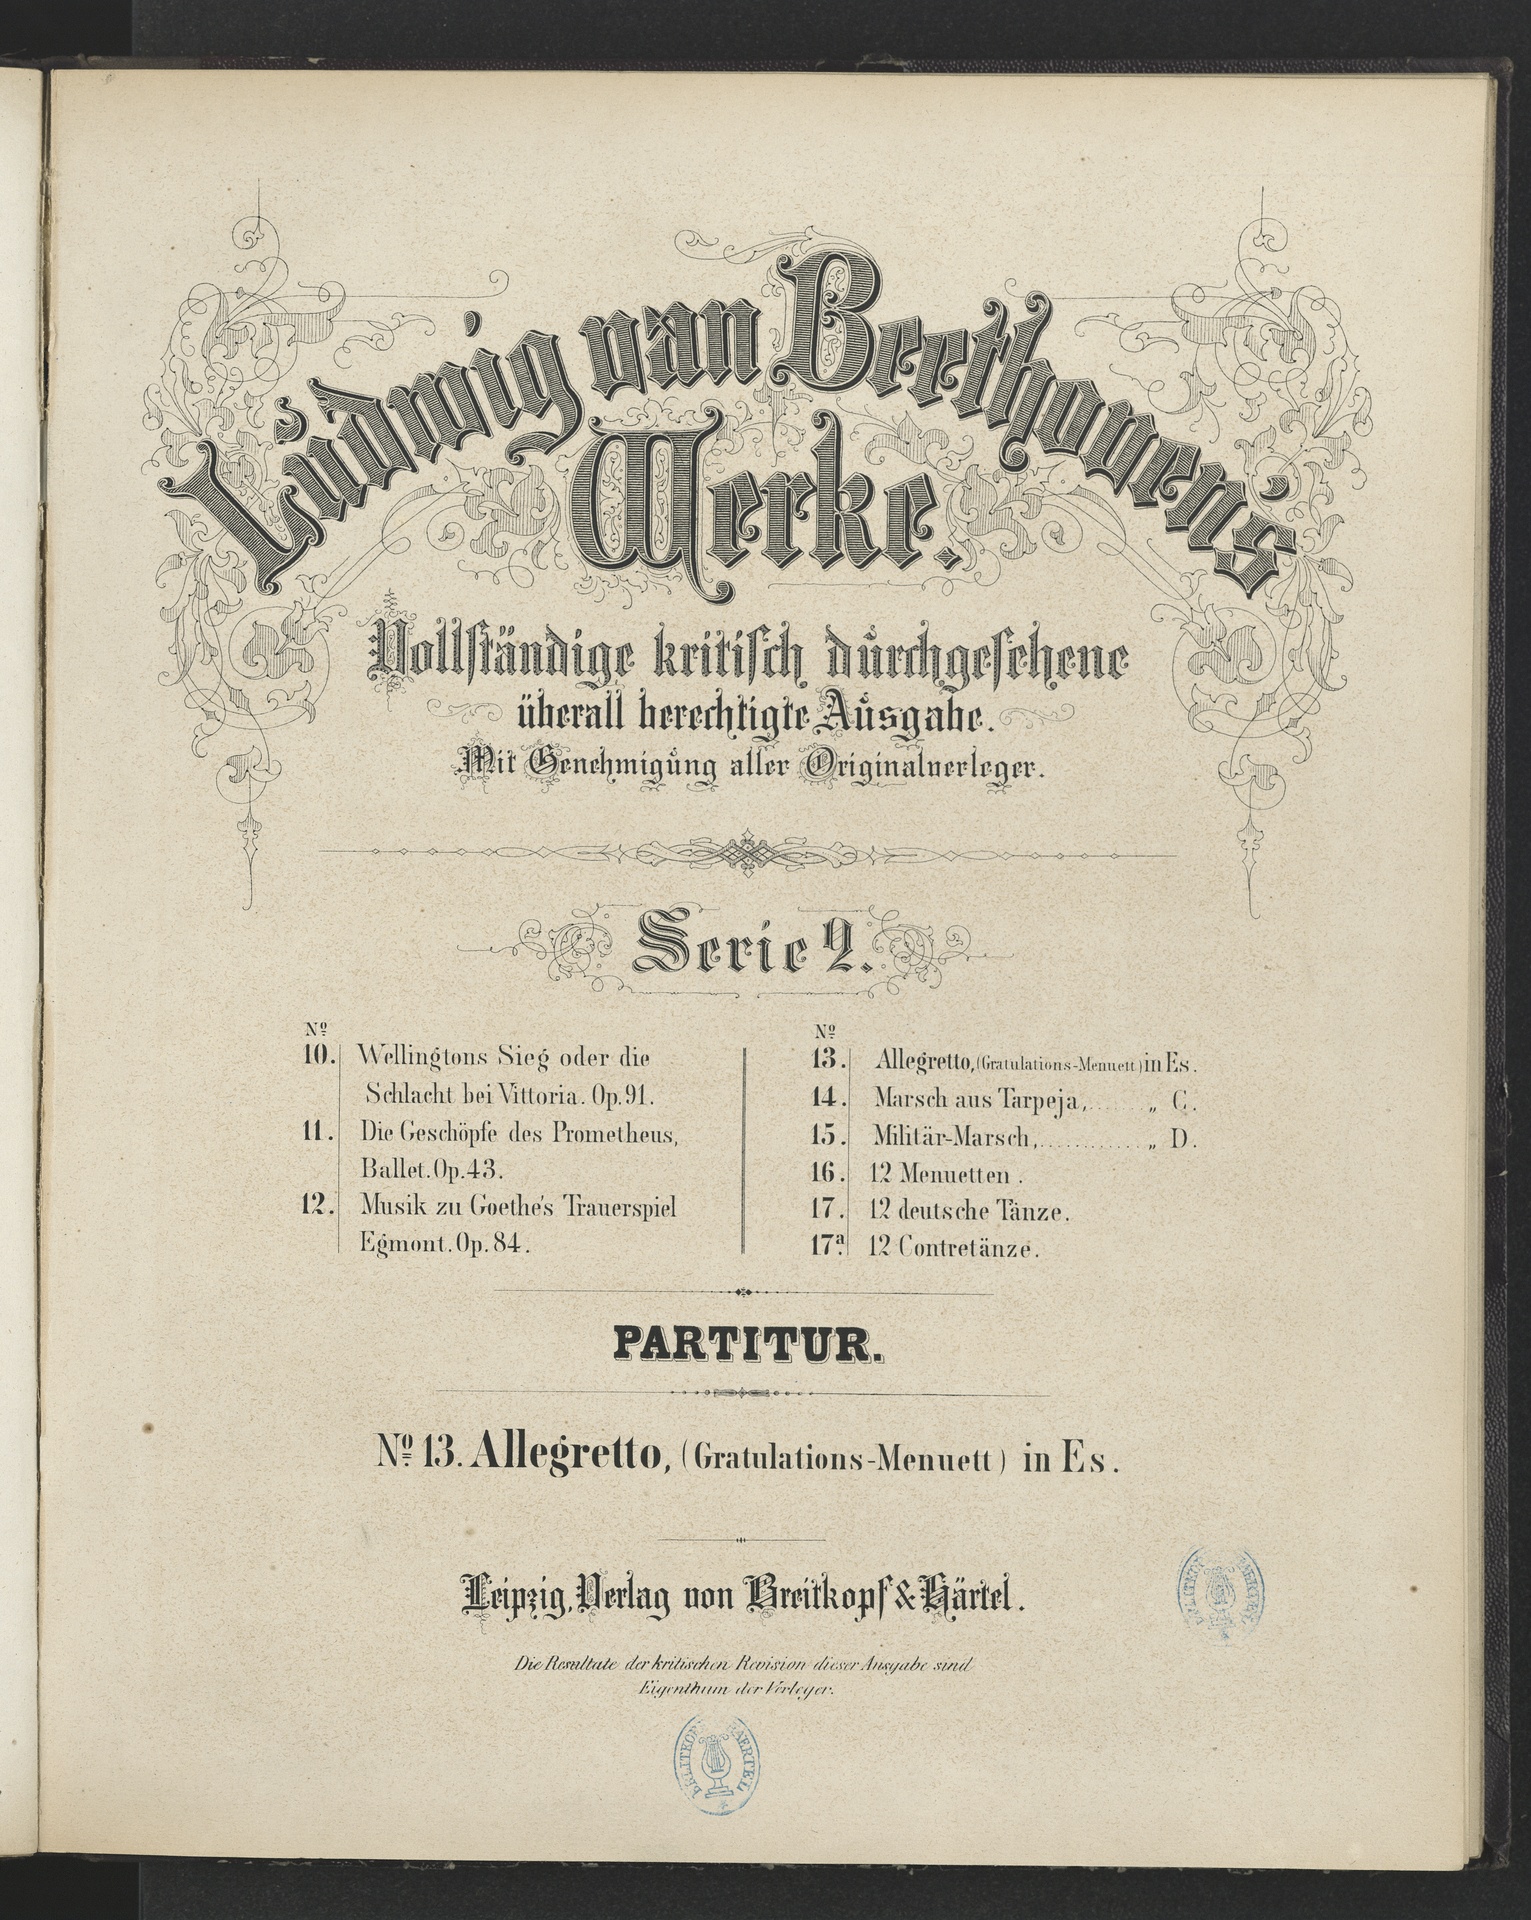 Ludwig van Beethoven's
Werke.
Vollständige kritisch durchgesehene
überall berechtigte Ausgabe.
Mit Genehmigung aller Originalverleger.
Serie 2.
Nº
10. Wellingtons Sieg oder die
Schlacht bei Vittoria. Op. 91.
11. Die Geschöpfe des Prometheus,
Ballet. Op. 43.
12. Musik zu Goethe's Trauerspiel
Egmont. Op. 84.
Nº
13. Allegretto, (Gratulations-Menuett) in Es.
14. Marsch aus Tarpeja, ....... „ C.
15. Militär-Marsch, ............. „ D.
16. 12 Menuetten.
17. 12 deutsche Tänze.
17ª. 12 Contretänze.
PARTITUR.
Nº 13. Allegretto, (Gratulations-Menuett) in Es.
Leipzig, Verlag von Breitkopf & Härtel.
Die Resultate der kritischen Revision dieser Ausgabe sind
Eigenthum der Verleger.